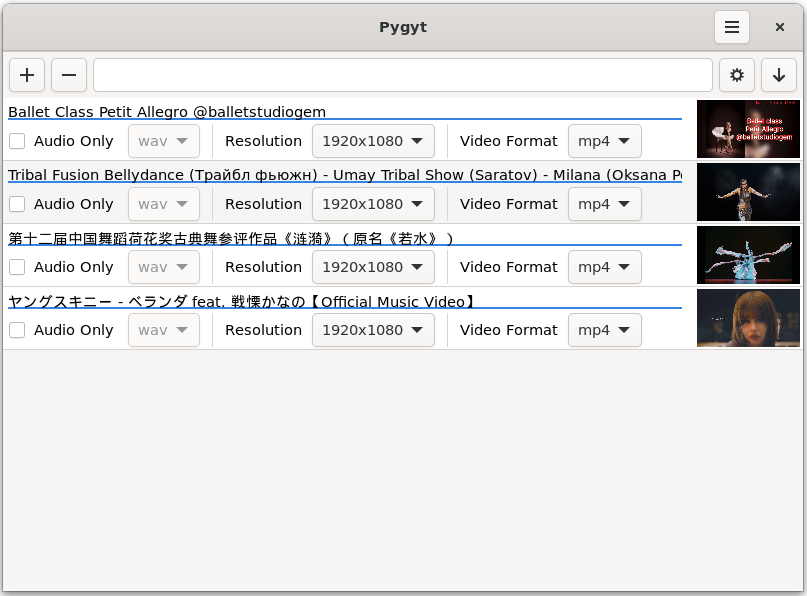 Pygyt
Ballet Class Petit Allegro @balletstudiogem
Audio Only wav Resolution 1920x1080 Video Format mp4
Ballet class
Petit Allegro
@balletstudiogem
Tribal Fusion Bellydance (Трайбл фьюжн) - Umay Tribal Show (Saratov) - Milana (Oksana
Audio Only wav Resolution 1920x1080 Video Format mp4
第十二届中国舞蹈荷花奖古典舞参评作品《涟漪》（原名《若水》）
Audio Only wav Resolution 1920x1080 Video Format mp4
ヤングスキニー - ベランダ feat. 戦慄かなの【Official Music Video】
Audio Only wav Resolution 1920x1080 Video Format mp4